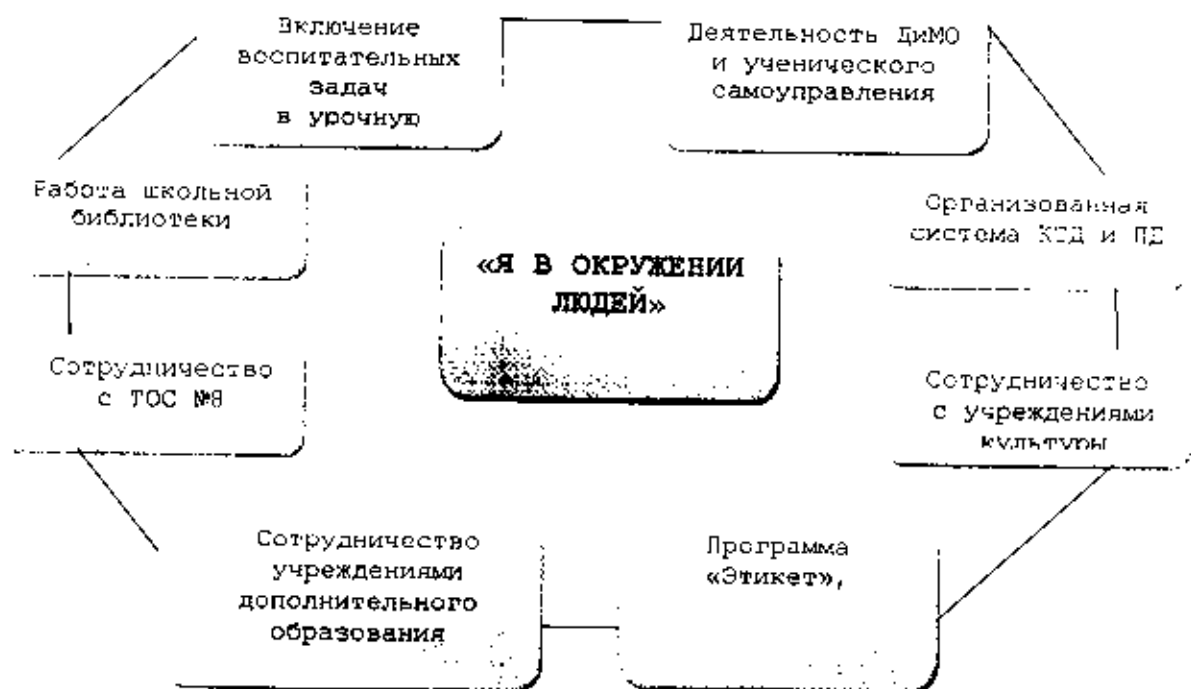 Включение
воспитательных
задач
в урочную
Деятельность ДиМО
и ученического
самоуправления
Работа школьной
библиотеки
Организованная
система КТД и ПД
«Я В ОКРУЖЕНИИ
ЛЮДЕЙ»
Сотрудничество
с ТОС №8
Сотрудничество
с учреждениями
культуры
Сотрудничество
учреждениями
дополнительного
образования
Программа
«Этикет»,